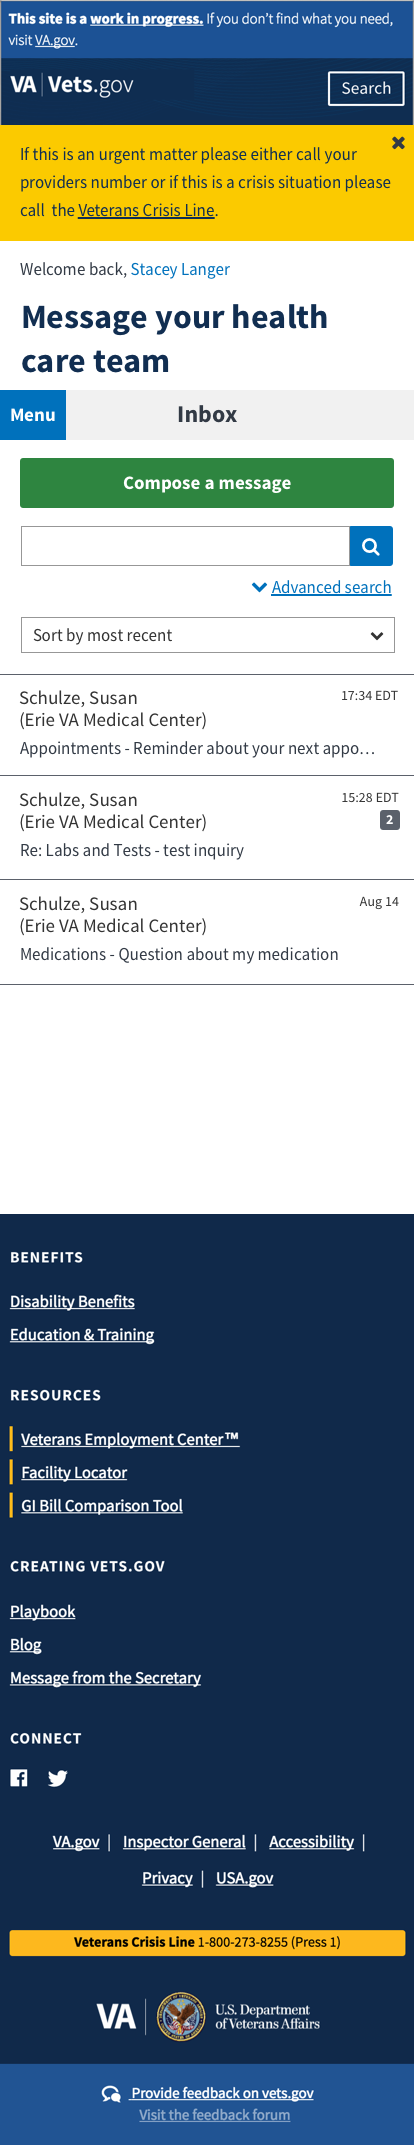 This site is a work in progress. If you don't find what you need,
visit VA.gov.
VA | Vets.gov
Search
If this is an urgent matter please either call your
providers number or if this is a crisis situation please
call the Veterans Crisis Line.
Welcome back, Stacey Langer
Message your health
care team
Menu
Inbox
Compose a message
Advanced search
Sort by most recent
Schulze, Susan 17:34 EDT
(Erie VA Medical Center)
Appointments - Reminder about your next appo…
Schulze, Susan 15:28 EDT
(Erie VA Medical Center) 2
Re: Labs and Tests - test inquiry
Schulze, Susan Aug 14
(Erie VA Medical Center)
Medications - Question about my medication
BENEFITS
Disability Benefits
Education & Training
RESOURCES
Veterans Employment Center™
Facility Locator
GI Bill Comparison Tool
CREATING VETS.GOV
Playbook
Blog
Message from the Secretary
CONNECT
VA.gov | Inspector General | Accessibility |
Privacy | USA.gov
Veterans Crisis Line 1-800-273-8255 (Press 1)
VA
U.S. Department
of Veterans Affairs
Provide feedback on vets.gov
Visit the feedback forum